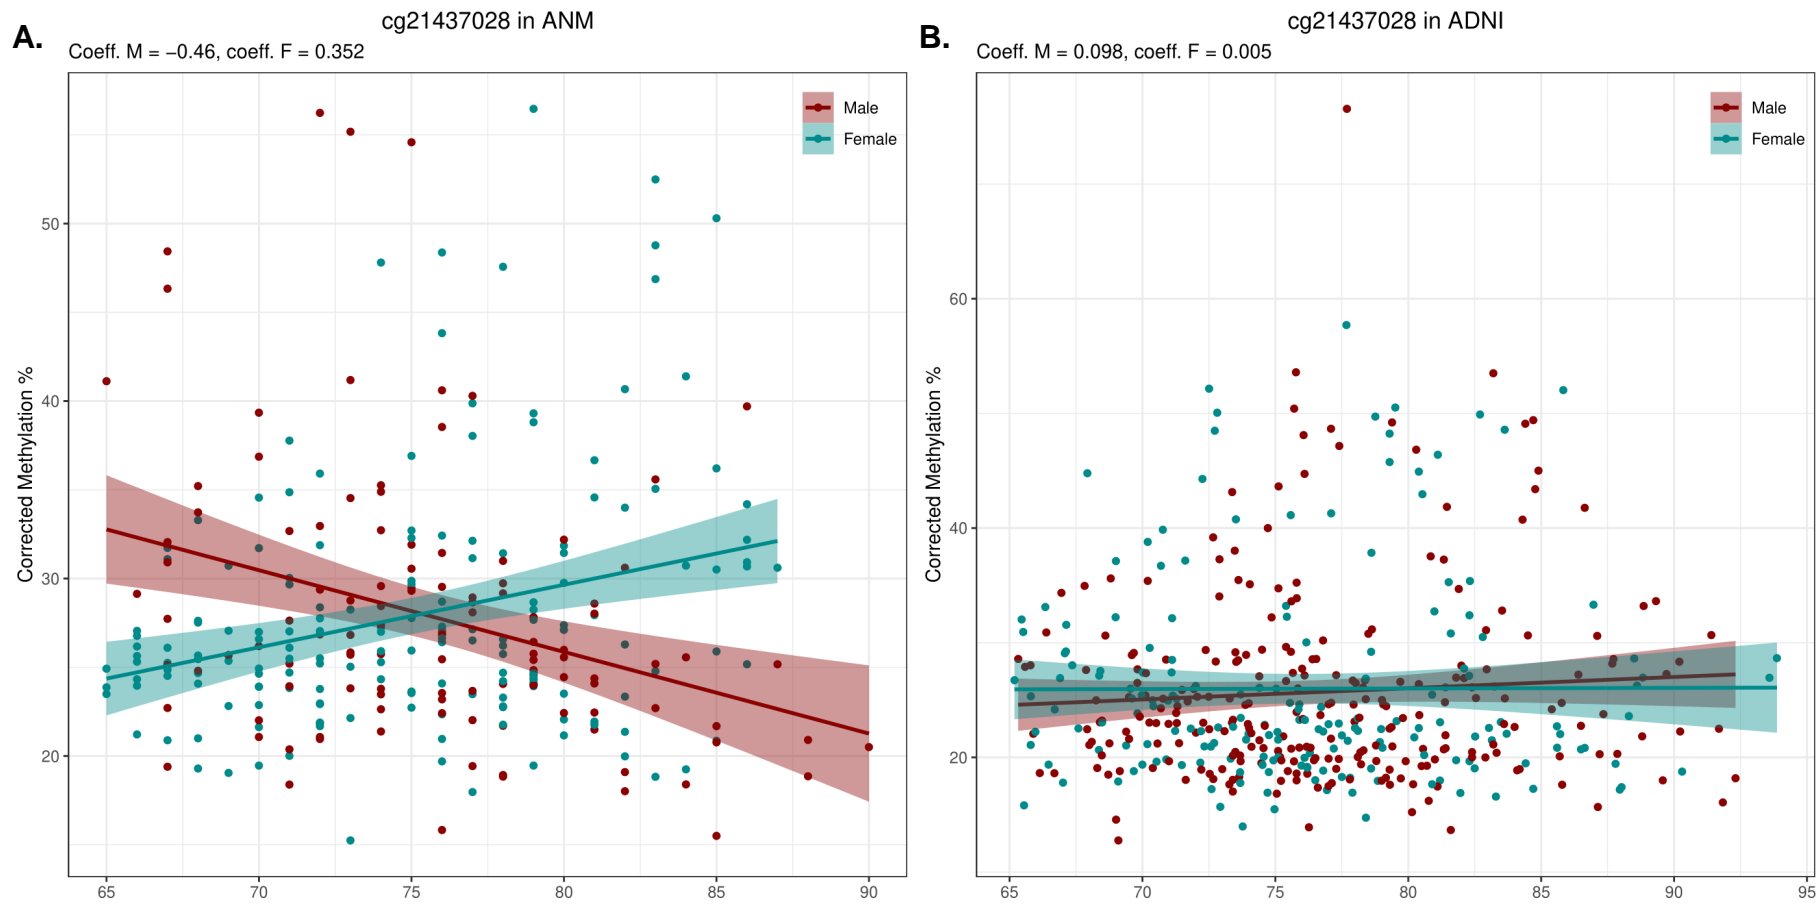 A.
cg21437028 in ANM
Coeff. M = −0.46, coeff. F = 0.352
Male
Female
Corrected Methylation %
50
40
30
20
65 70 75 80 85 90
B.
cg21437028 in ADNI
Coeff. M = 0.098, coeff. F = 0.005
Male
Female
Corrected Methylation %
60
40
20
65 70 75 80 85 90 95